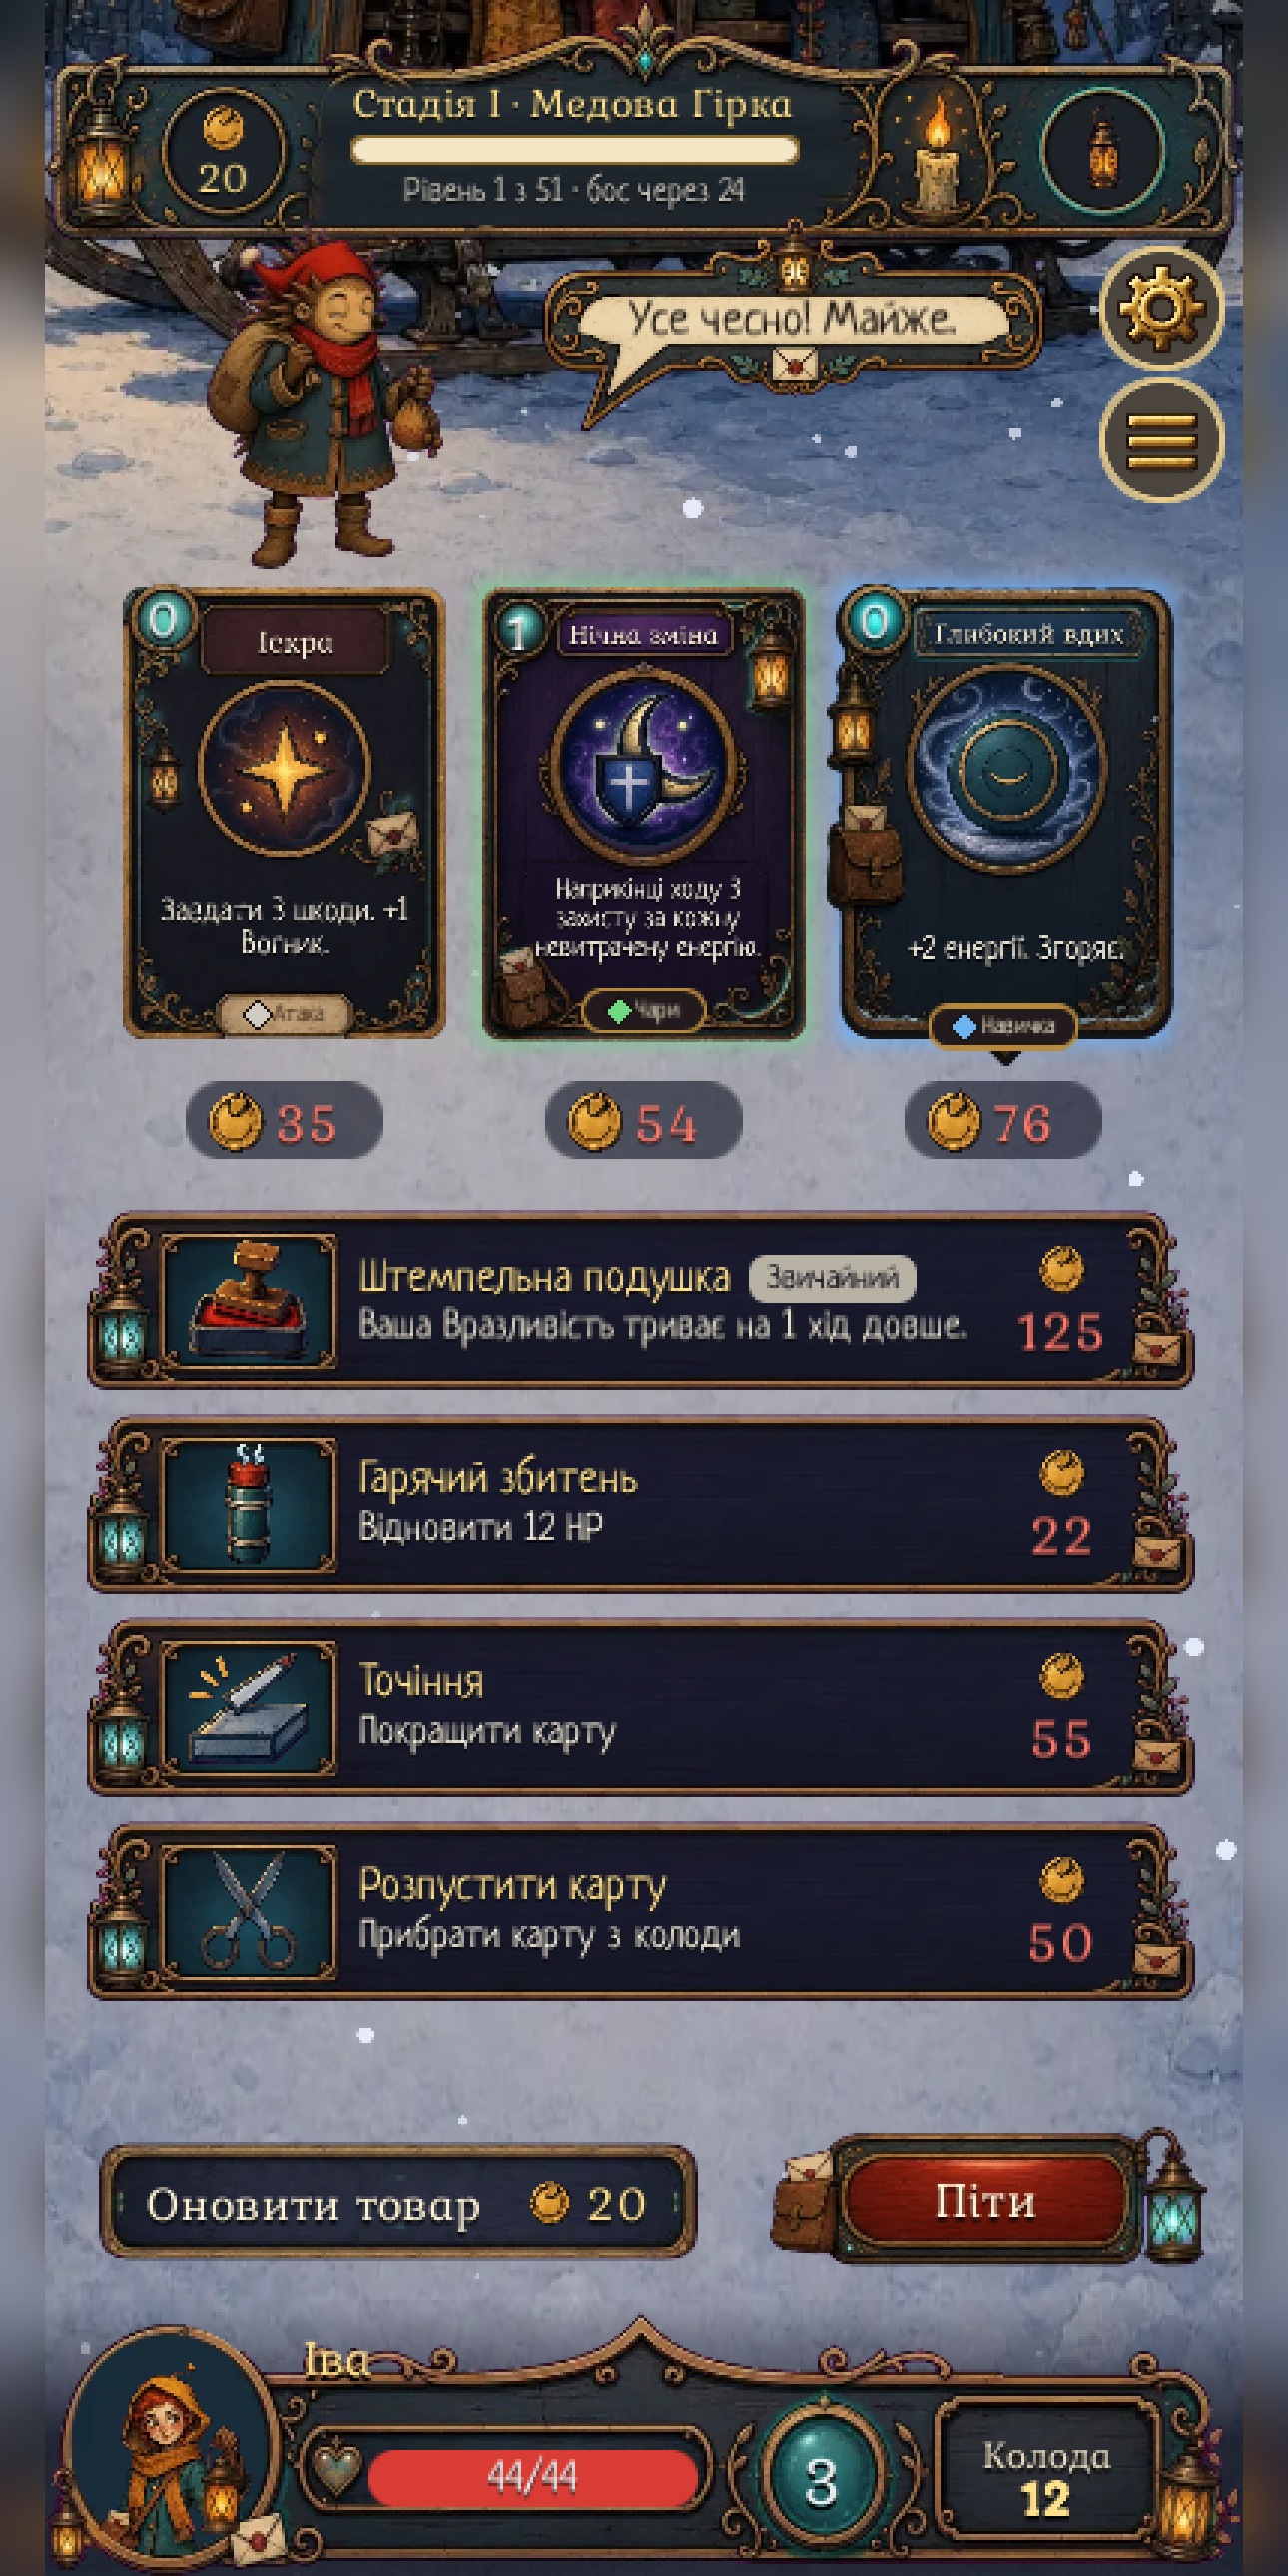 Стадія I · Медова Гірка
20
Рівень 1 з 51 · бос через 24
Усе чесно! Майже.
0
Іскра
Завдати 3 шкоди. +1
Вогник.
Атака
35
1
Нічна зміна
Наприкінці ходу 3
захисту за кожну
невитрачену енергію.
Чари
54
0
Глибокий вдих
+2 енергії. Згоряє.
Навичка
76
Штемпельна подушка
Звичайний
Ваша Вразливість триває на 1 хід довше.
125
Гарячий збитень
Відновити 12 HP
22
Точіння
Покращити карту
55
Розпустити карту
Прибрати карту з колоди
50
Оновити товар 20
Піти
Іва
44/44
3
Колода
12